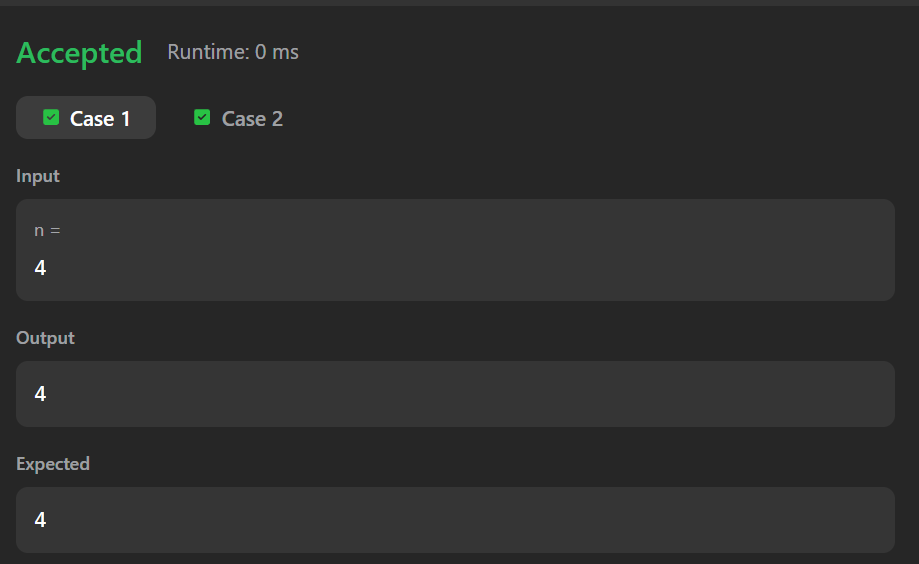 Accepted Runtime: 0 ms
Case 1 Case 2
Input
n =
4
Output
4
Expected
4